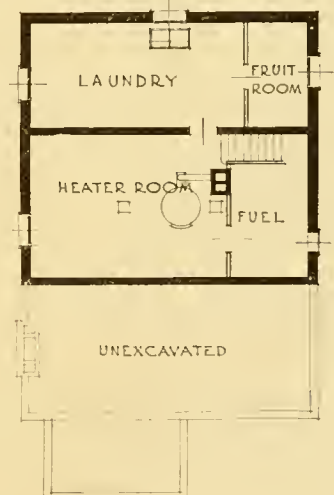 LAUNDRY
FRUIT
ROOM
HEATER ROOM
FUEL
UNEXCAVATED